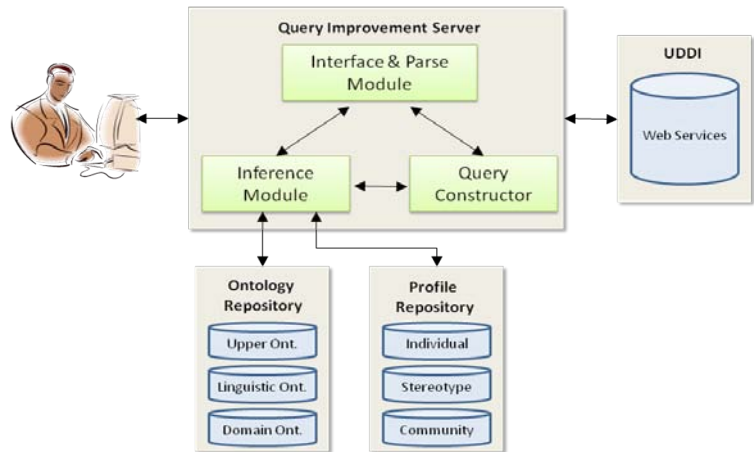 Query Improvement Server
Interface & Parse
Module
Inference
Module
Query
Constructor
UDDI
Web Services
Ontology
Repository
Upper Ont.
Linguistic Ont.
Domain Ont.
Profile
Repository
Individual
Stereotype
Community